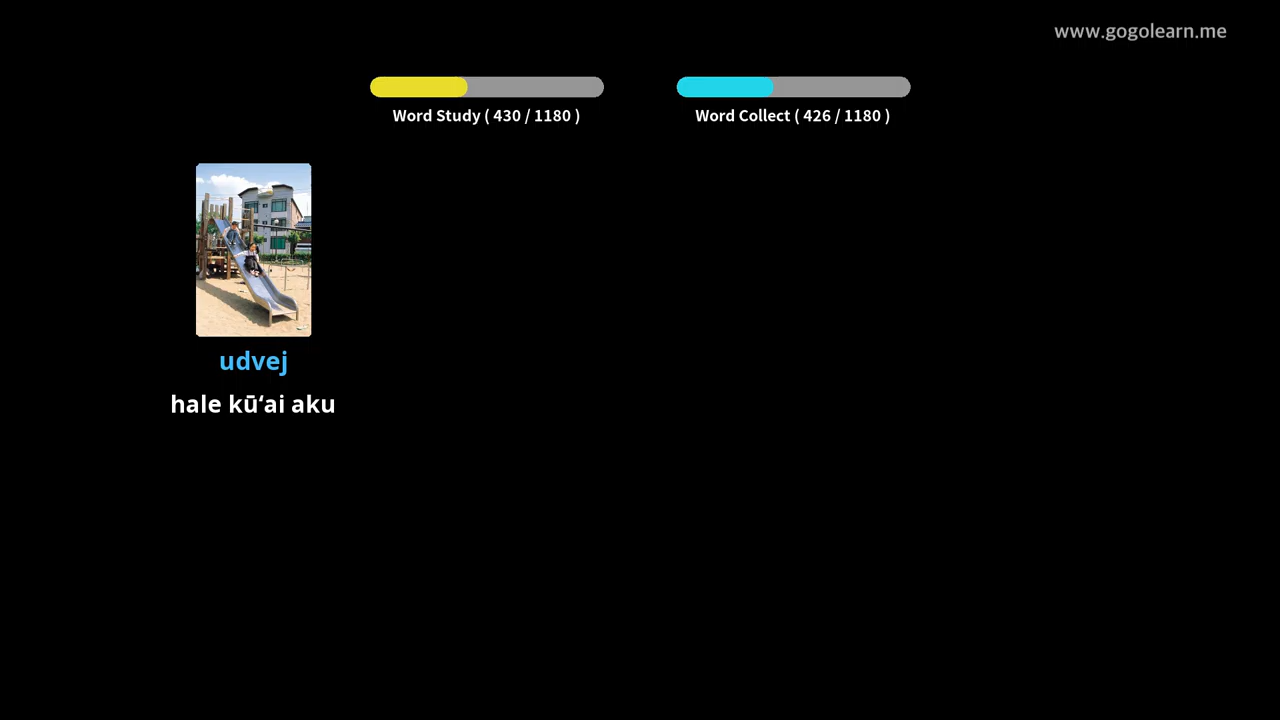 www.gogolearn.me
Word Study ( 430 / 1180 )
Word Collect ( 426 / 1180 )
udvej
hale kūʻai aku